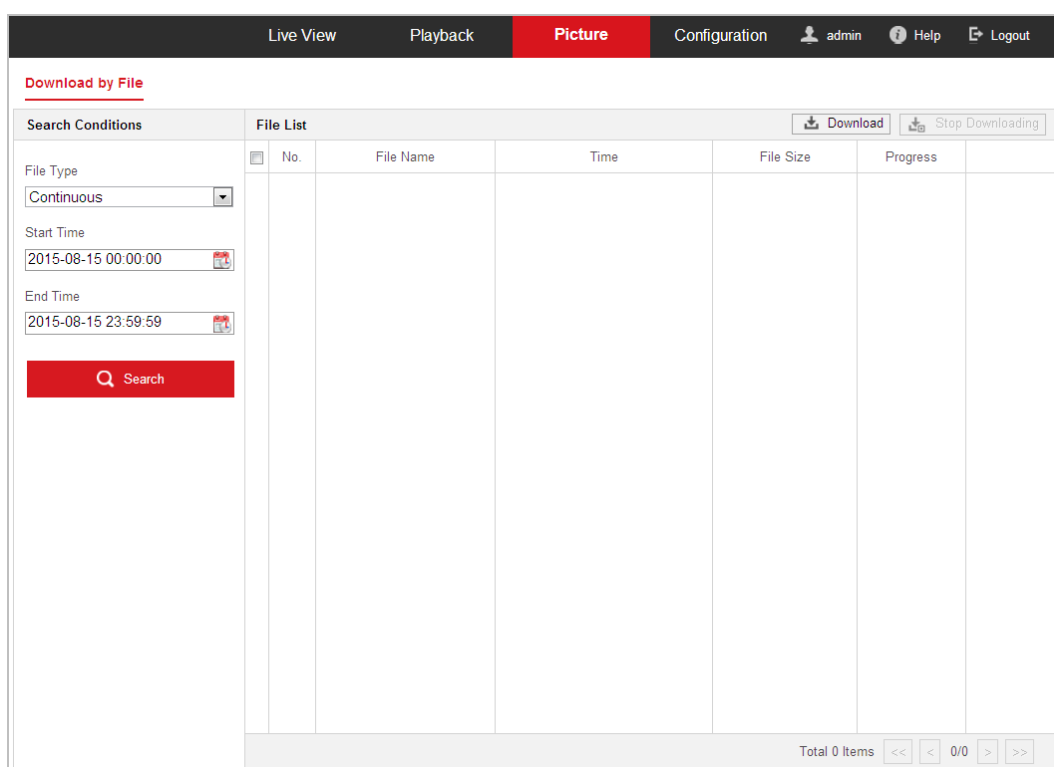 Live View Playback Picture Configuration admin Help Logout
Download by File
Search Conditions File List Download Stop Downloading
No. File Name Time File Size Progress
File Type
Continuous
Start Time
2015-08-15 00:00:00
End Time
2015-08-15 23:59:59
Search
Total 0 Items << < 0/0 > >>